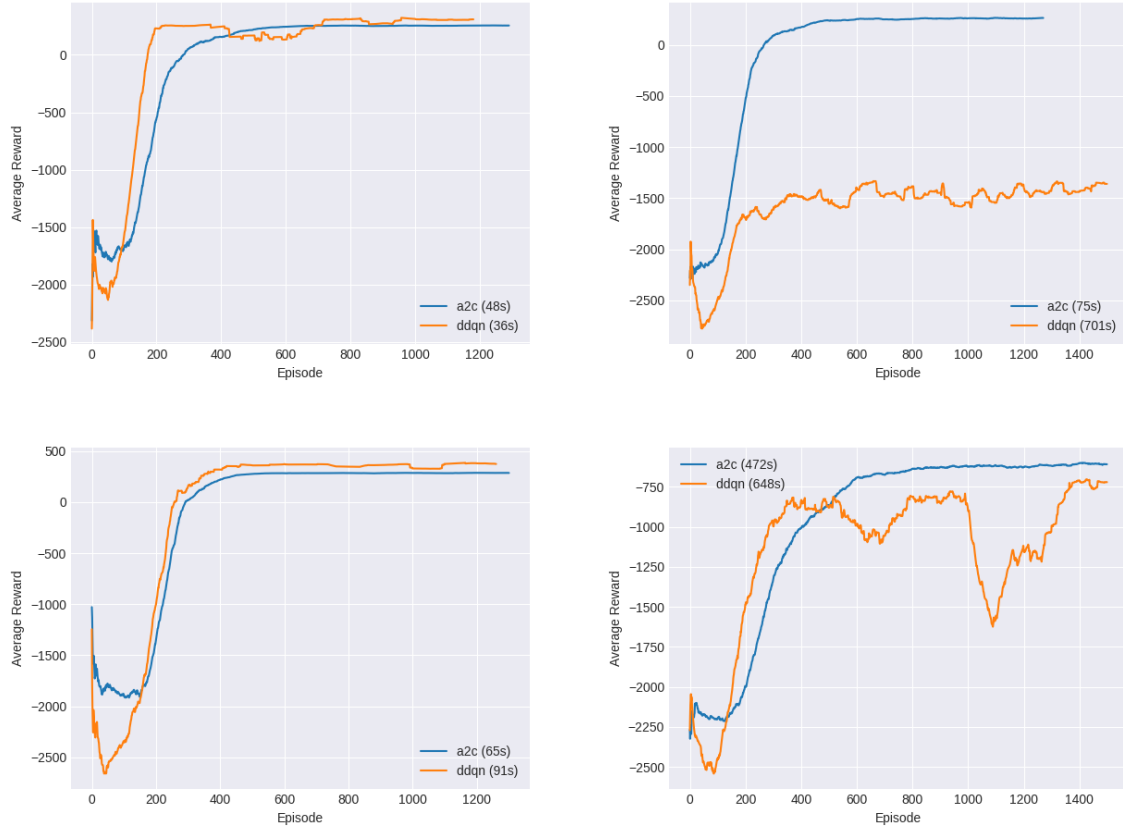 0
−500
−1000
−1500
−2000
−2500
Average Reward
a2c (48s)
ddqn (36s)
0 200 400 600 800 1000 1200
Episode
0
−500
−1000
−1500
−2000
−2500
Average Reward
a2c (75s)
ddqn (701s)
0 200 400 600 800 1000 1200 1400
Episode
500
0
−500
−1000
−1500
−2000
−2500
Average Reward
a2c (65s)
ddqn (91s)
0 200 400 600 800 1000 1200
Episode
a2c (472s)
ddqn (648s)
−750
−1000
−1250
−1500
−1750
−2000
−2250
−2500
Average Reward
0 200 400 600 800 1000 1200 1400
Episode